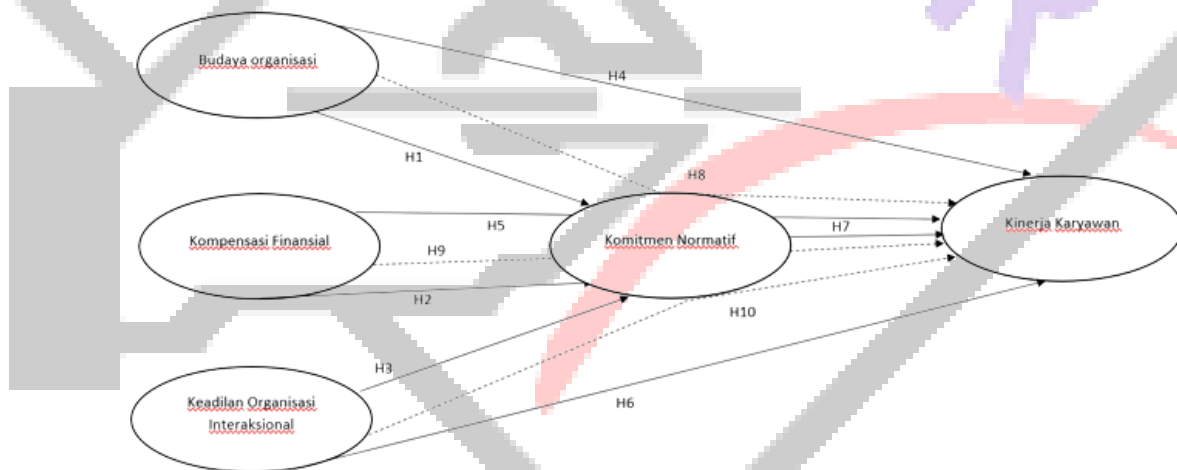 Budaya organisasi
H4
H1
H8
H5
Kompensasi Finansial
Komitmen Normatif
H7
Kinerja Karyawan
H9
H2
H10
H3
Keadilan Organisasi
Interaksional
H6